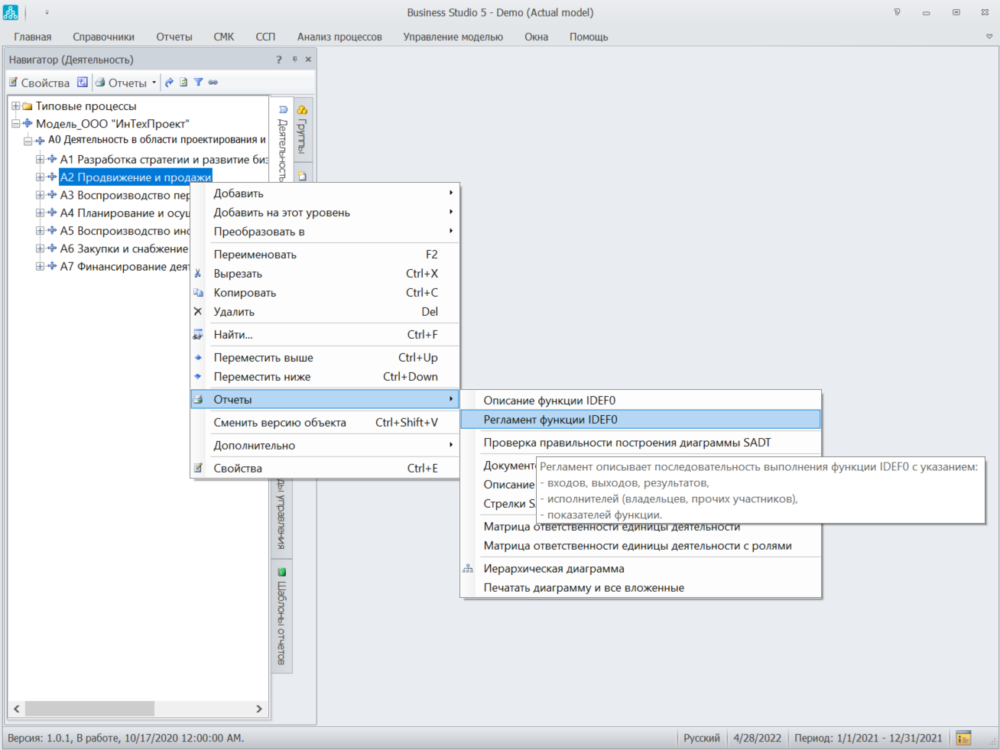 Business Studio 5 - Demo (Actual model)
Главная Справочники Отчеты СМК ССП Анализ процессов Управление моделью Окна Помощь
Навигатор (Деятельность)
Свойства Отчеты
Типовые процессы
Модель_ООО "ИнТехПроект"
A0 Деятельность в области проектирования и
A1 Разработка стратегии и развитие биз
A2 Продвижение и продажи
A3 Воспроизводство пер
A4 Планирование и осущ
A5 Воспроизводство инс
A6 Закупки и снабжение
A7 Финансирование деят
Деятельность
Группы
ды управления
Шаблоны отчетов
Добавить
Добавить на этот уровень
Преобразовать в
Переименовать F2
Вырезать Ctrl+X
Копировать Ctrl+C
Удалить Del
Найти... Ctrl+F
Переместить выше Ctrl+Up
Переместить ниже Ctrl+Down
Отчеты
Сменить версию объекта Ctrl+Shift+V
Дополнительно
Свойства Ctrl+E
Описание функции IDEF0
Регламент функции IDEF0
Проверка правильности построения диаграммы SADT
Документ
Описание
Стрелки SA
Матрица ответственности единицы деятельности
Матрица ответственности единицы деятельности с ролями
Иерархическая диаграмма
Печатать диаграмму и все вложенные
Регламент описывает последовательность выполнения функции IDEF0 с указанием:
- входов, выходов, результатов,
- исполнителей (владельцев, прочих участников),
- показателей функции.
Версия: 1.0.1, В работе, 10/17/2020 12:00:00 AM.
Русский 4/28/2022 Период: 1/1/2021 - 12/31/2021